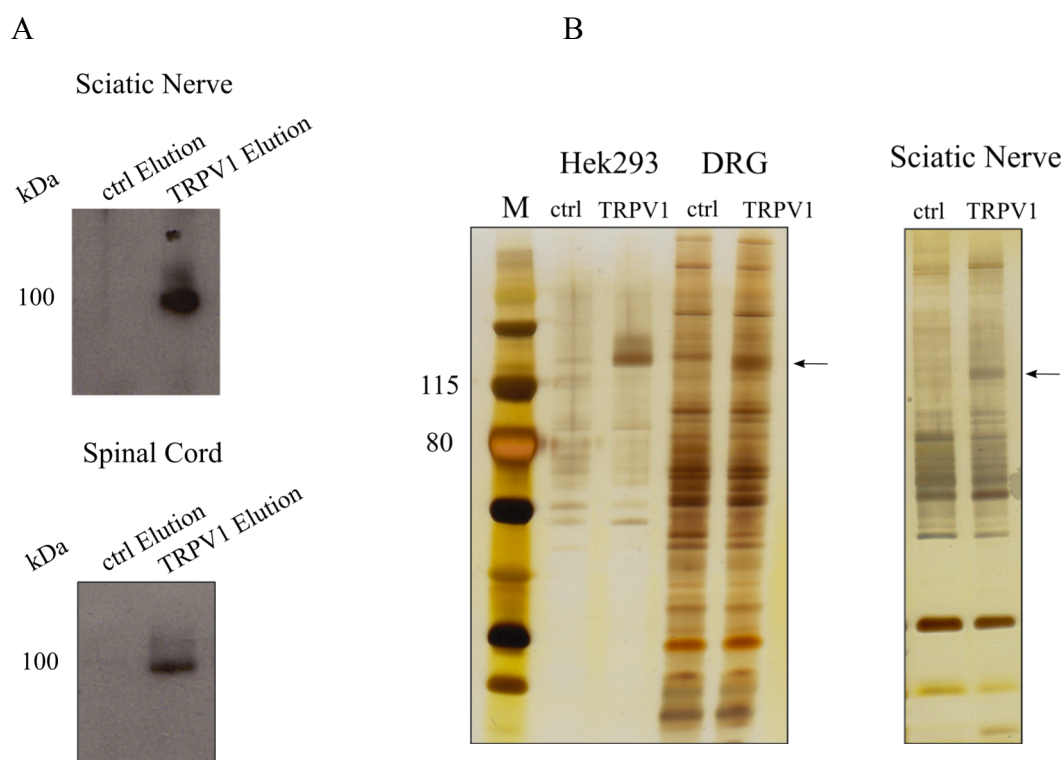 A
Sciatic Nerve
kDa
ctrl Elution
TRPV1 Elution
100
Spinal Cord
kDa
ctrl Elution
TRPV1 Elution
100
B
Hek293 DRG
M ctrl TRPV1 ctrl TRPV1
115
80
Sciatic Nerve
ctrl TRPV1